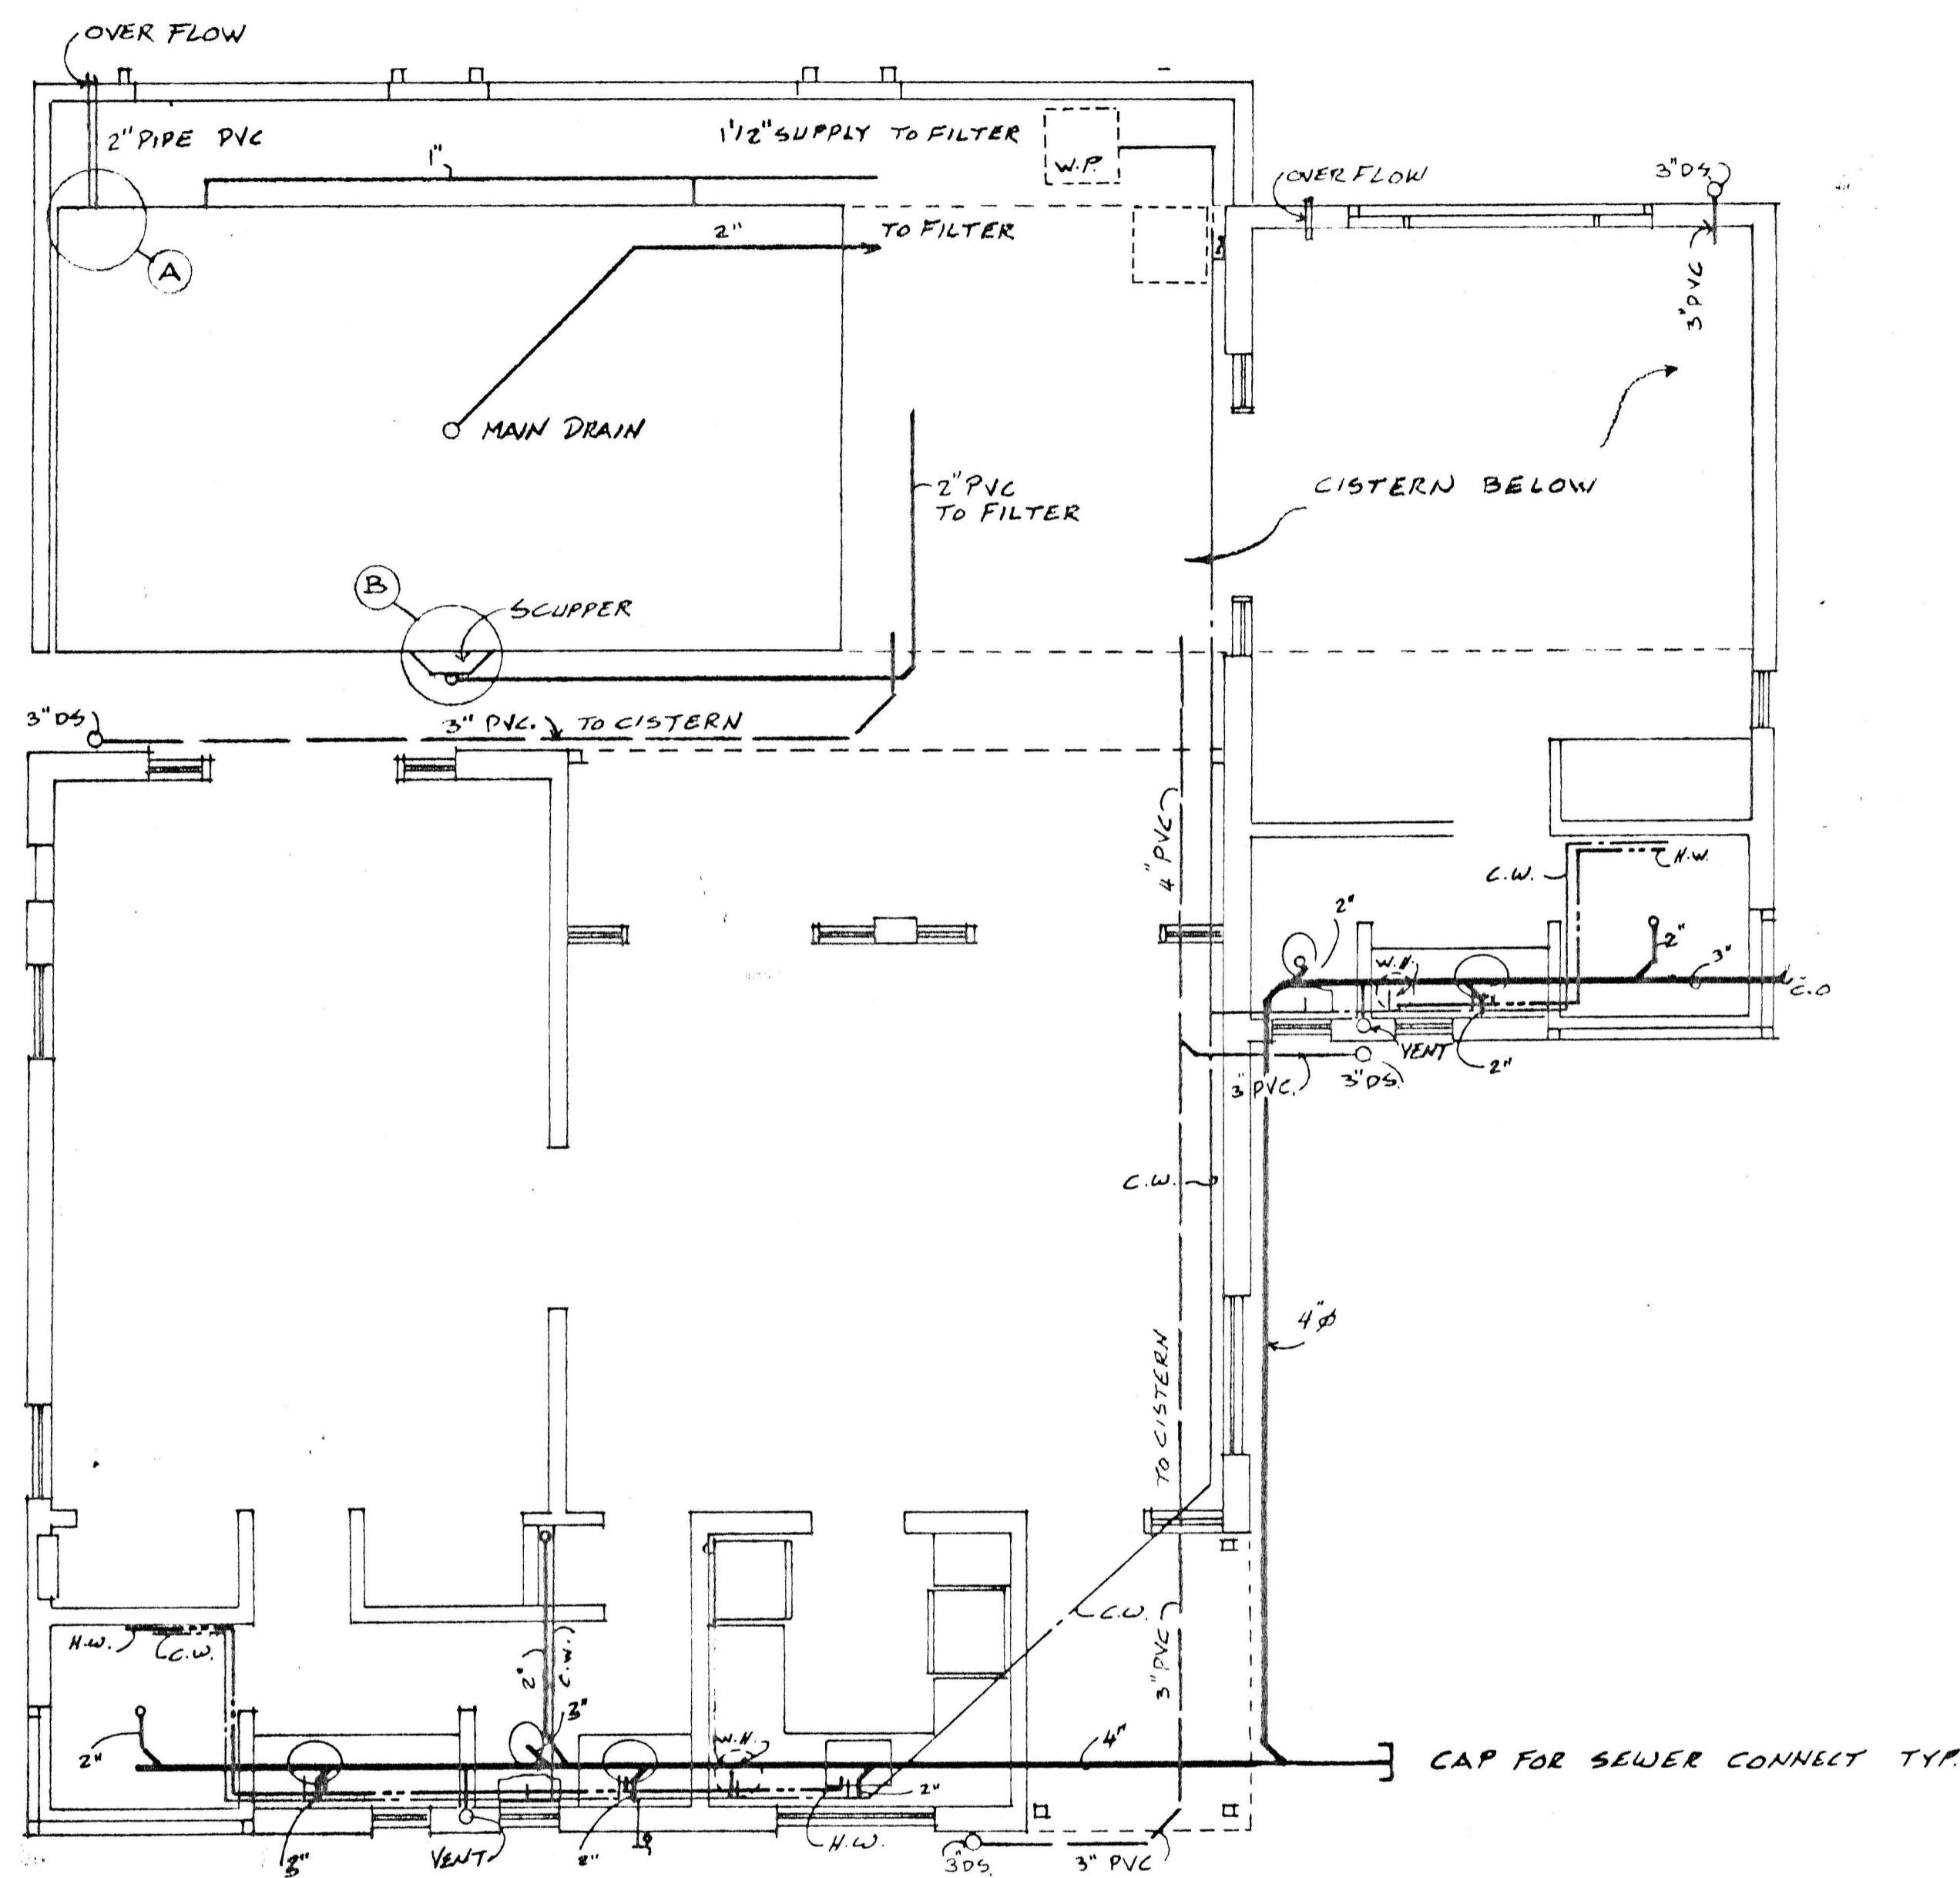 OVER FLOW
2" PIPE PVC
1 1/2" SUPPLY TO FILTER
W.P.
1"
OVER FLOW
3" DS.
2"
TO FILTER
A
3" PVC
MAIN DRAIN
2" PVC
TO FILTER
CISTERN BELOW
B
SCUPPER
3" DS
3" PVC.
TO CISTERN
4" PVC
C.W.
H.W.
2"
W.H.
2"
3"
C.O
VENT
2"
3" PVC.
3" DS.
C.W.
4" ø
TO CISTERN
H.W.
C.W.
2"
C.W.
C.W.
3" PVC
3"
2"
W.H.
4"
CAP FOR SEWER CONNECT TYP.
2"
3"
VENT
2"
H.W.
3" DS.
3" PVC